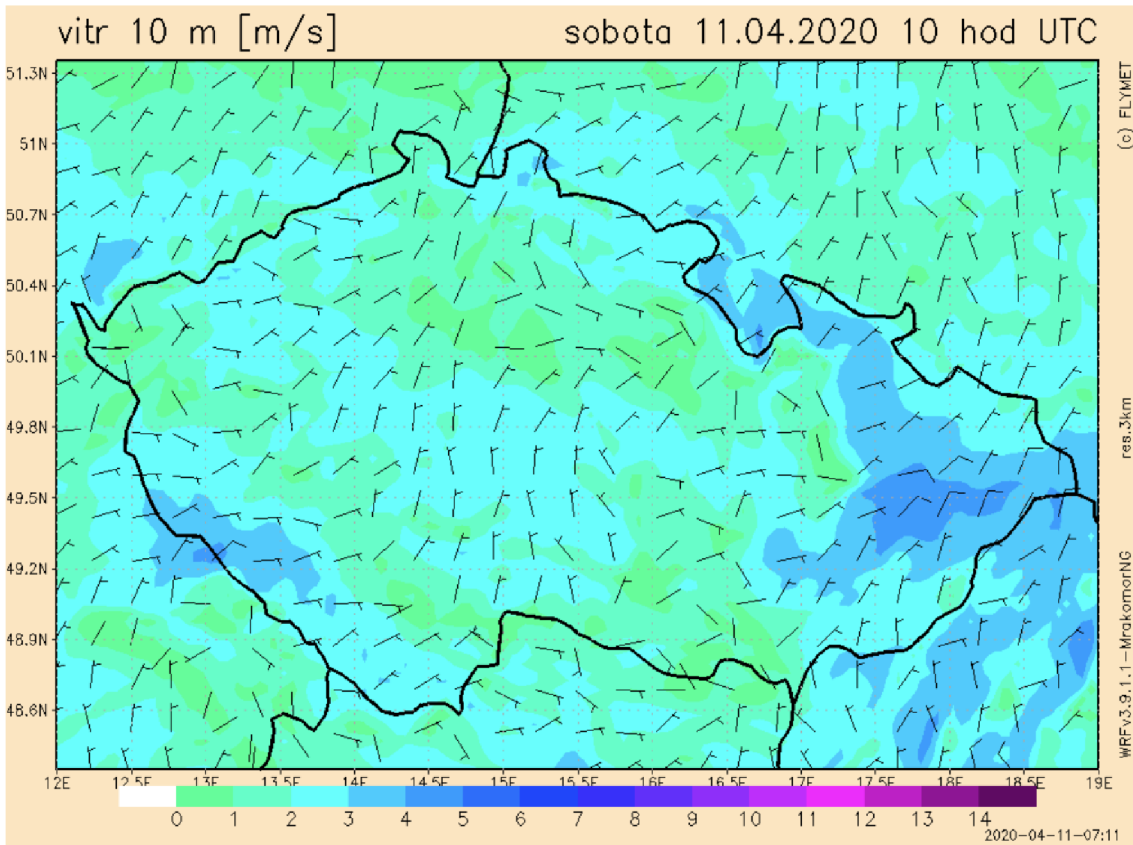 vitr 10 m [m/s]
sobota 11.04.2020 10 hod UTC
(c) FLYMET
51.3N
51N
50.7N
50.4N
50.1N
49.8N
49.5N
49.2N
48.9N
48.6N
res.3km
WRFv3.9.1.1-MrakomorNG
12E 12.5E 13E 13.5E 14E 14.5E 15E 15.5E 16E 16.5E 17E 17.5E 18E 18.5E 19E
0 1 2 3 4 5 6 7 8 9 10 11 12 13 14
2020-04-11-07:11